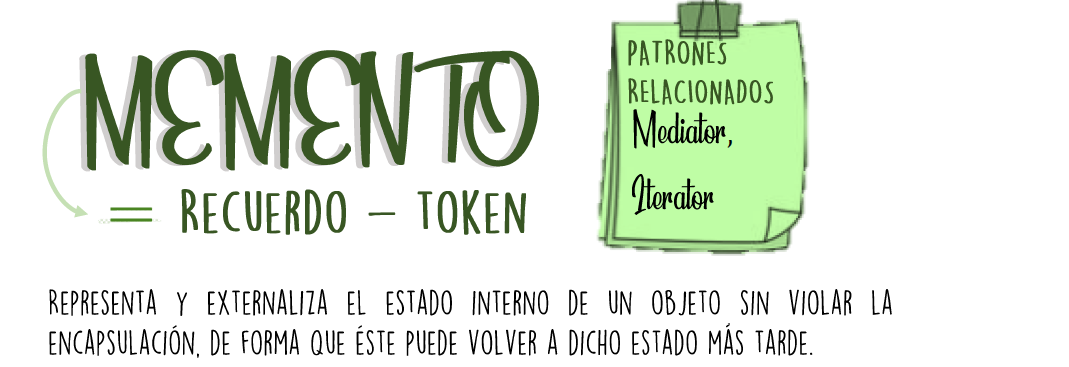 MEMENTO
= RECUERDO – TOKEN
PATRONES
RELACIONADOS
Mediator,
Iterator
REPRESENTA Y EXTERNALIZA EL ESTADO INTERNO DE UN OBJETO SIN VIOLAR LA
ENCAPSULACIÓN, DE FORMA QUE ÉSTE PUEDE VOLVER A DICHO ESTADO MÁS TARDE.